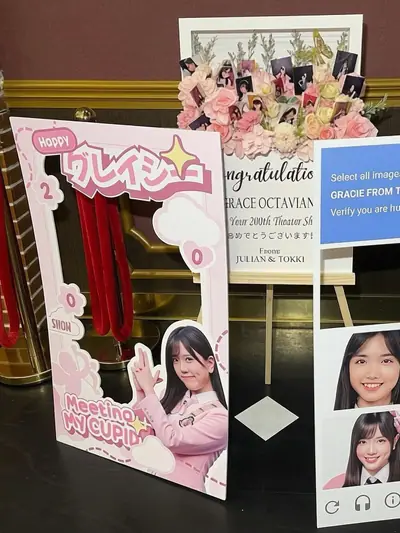 Happy
グレイシー
2
0
0
SHOW
Meeting
MY CUPID
ngratulatio
GRACE OCTAVIAN
Your 200th Theater Sh
めでとうございます
From:
JULIAN & TOKKI
Select all image
GRACIE FROM T
Verify you are hu